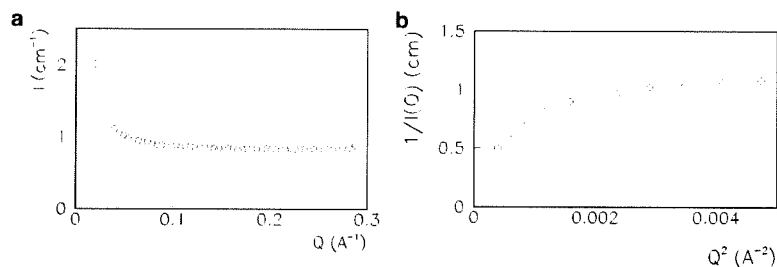 a
I (cm⁻¹)
2
1
0
0
0.1
0.2
0.3
Q (A⁻¹)
b
1/I(Q) (cm)
1.5
1
0.5
0
0
0.002
0.004
Q² (A⁻²)